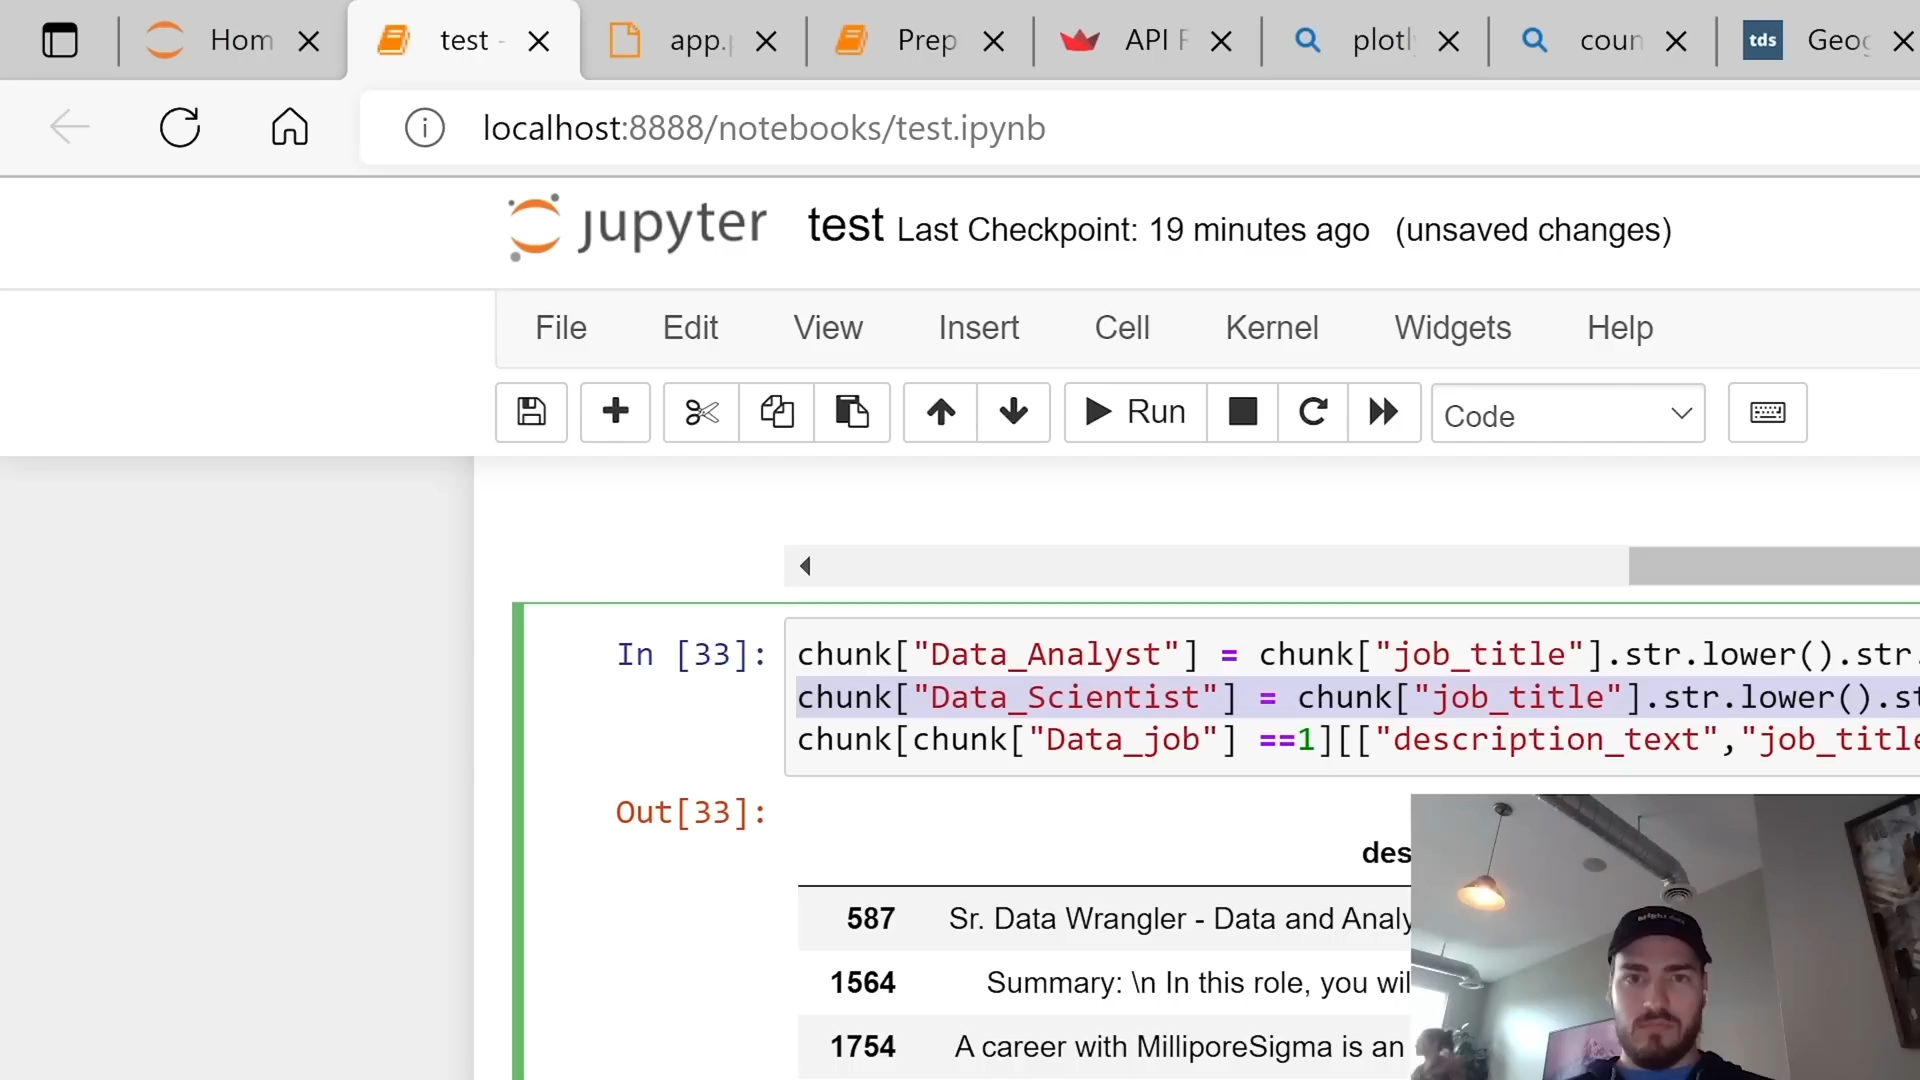 Hom
test -
app.
Prep
API
plotl
coun
tds
Geog
localhost:8888/notebooks/test.ipynb
jupyter test Last Checkpoint: 19 minutes ago (unsaved changes)
File Edit View Insert Cell Kernel Widgets Help
Run
Code
In [33]: chunk["Data_Analyst"] = chunk["job_title"].str.lower().str.
chunk["Data_Scientist"] = chunk["job_title"].str.lower().st
chunk[chunk["Data_job"] ==1][["description_text","job_title
Out[33]:
des
587 Sr. Data Wrangler - Data and Analy
1564 Summary: \n In this role, you wil
1754 A career with MilliporeSigma is an